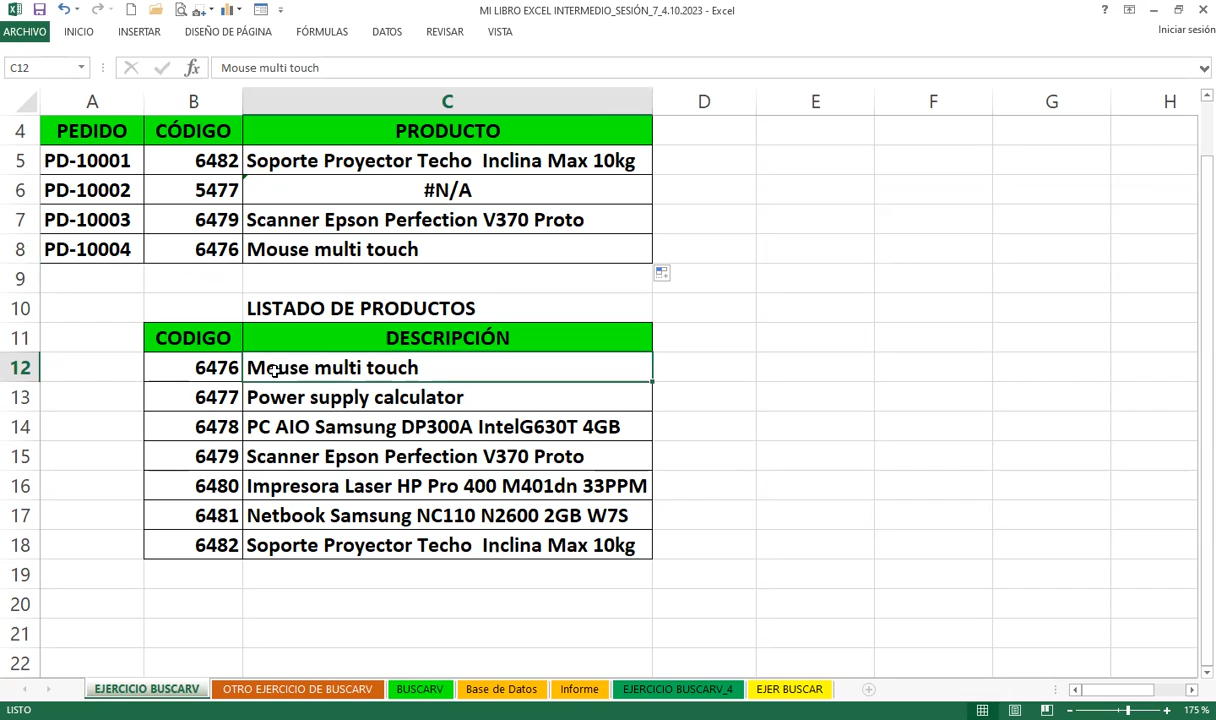 MI LIBRO EXCEL INTERMEDIO_SESIÓN_7_4.10.2023 - Excel
?
ARCHIVO INICIO INSERTAR DISEÑO DE PÁGINA FÓRMULAS DATOS REVISAR VISTA Iniciar sesión
C12 fx Mouse multi touch
A B C D E F G H
4 PEDIDO CÓDIGO PRODUCTO
5 PD-10001 6482 Soporte Proyector Techo  Inclina Max 10kg
6 PD-10002 5477 #N/A
7 PD-10003 6479 Scanner Epson Perfection V370 Proto
8 PD-10004 6476 Mouse multi touch
9
10 LISTADO DE PRODUCTOS
11 CODIGO DESCRIPCIÓN
12 6476 Mouse multi touch
13 6477 Power supply calculator
14 6478 PC AIO Samsung DP300A IntelG630T 4GB
15 6479 Scanner Epson Perfection V370 Proto
16 6480 Impresora Laser HP Pro 400 M401dn 33PPM
17 6481 Netbook Samsung NC110 N2600 2GB W7S
18 6482 Soporte Proyector Techo  Inclina Max 10kg
19
20
21
22
EJERCICIO BUSCARV OTRO EJERCICIO DE BUSCARV BUSCARV Base de Datos Informe EJERCICIO BUSCARV_4 EJER BUSCAR
LISTO 175 %